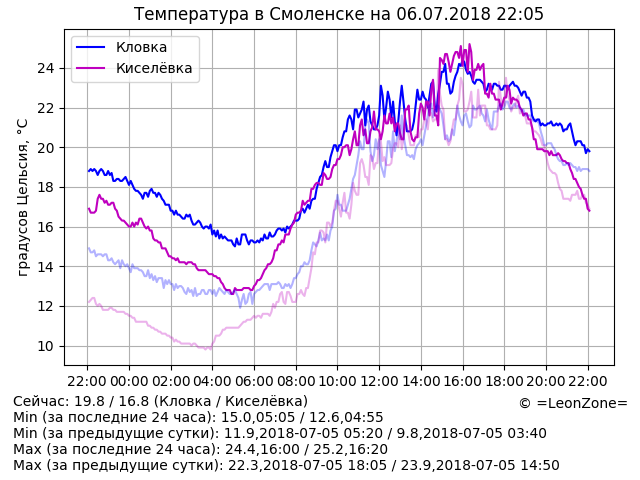 Температура в Смоленске на 06.07.2018 22:05
Кловка
Киселёвка
градусов Цельсия, °C
24
22
20
18
16
14
12
10
22:00 00:00 02:00 04:00 06:00 08:00 10:00 12:00 14:00 16:00 18:00 20:00 22:00
Сейчас: 19.8 / 16.8 (Кловка / Киселёвка)
© =LeonZone=
Min (за последние 24 часа): 15.0,05:05 / 12.6,04:55
Min (за предыдущие сутки): 11.9,2018-07-05 05:20 / 9.8,2018-07-05 03:40
Max (за последние 24 часа): 24.4,16:00 / 25.2,16:20
Max (за предыдущие сутки): 22.3,2018-07-05 18:05 / 23.9,2018-07-05 14:50